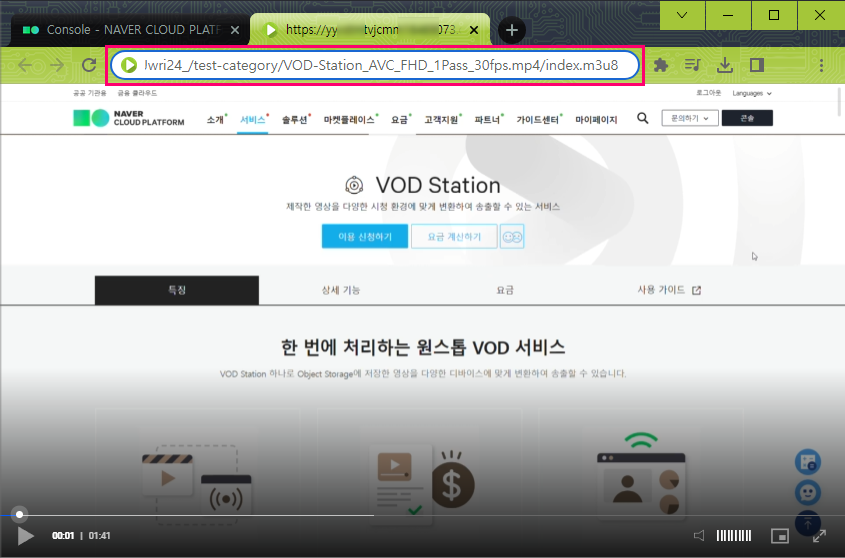 Console - NAVER CLOUD PLATF
https://yy tvjcmn 073
lwri24_/test-category/VOD-Station_AVC_FHD_1Pass_30fps.mp4/index.m3u8
공공 기관용 금융 클라우드 로그아웃 Languages
NAVER
CLOUD PLATFORM
소개 서비스 솔루션 마켓플레이스 요금 고객지원 파트너 가이드센터 마이페이지 문의하기 콘솔
VOD Station
제작한 영상을 다양한 시청 환경에 맞게 변환하여 송출할 수 있는 서비스
이용 신청하기 요금 계산하기
특징 상세 기능 요금 사용 가이드
한 번에 처리하는 원스톱 VOD 서비스
VOD Station 하나로 Object Storage에 저장한 영상을 다양한 디바이스에 맞게 변환하여 송출할 수 있습니다.
00:01 | 01:41